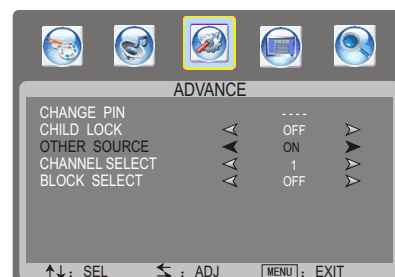 ADVANCE
CHANGE PIN - - - -
CHILD LOCK OFF
OTHER SOURCE ON
CHANNEL SELECT 1
BLOCK SELECT OFF
: SEL : ADJ MENU : EXIT